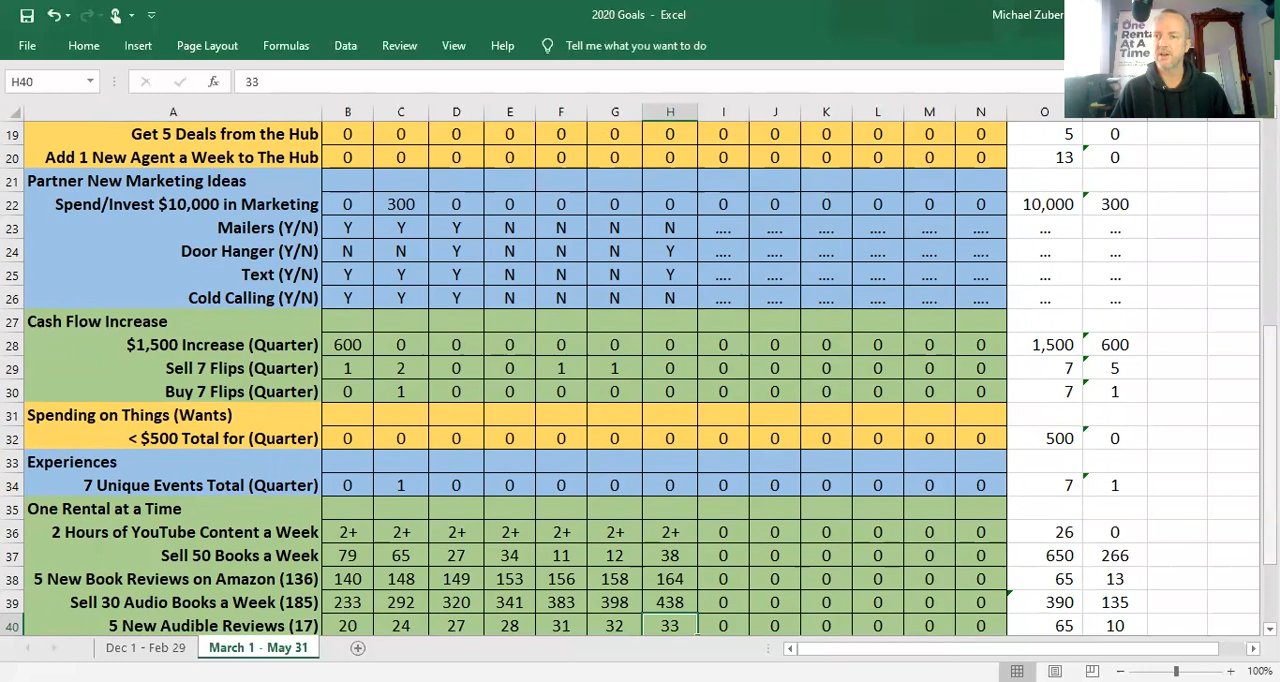 2020 Goals - Excel
Michael Zuber
File Home Insert Page Layout Formulas Data Review View Help Tell me what you want to do
One
Rental
At A
Time
H40 fx 33
A B C D E F G H I J K L M N O
19 Get 5 Deals from the Hub 0 0 0 0 0 0 0 0 0 0 0 0 0 5 0
20 Add 1 New Agent a Week to The Hub 0 0 0 0 0 0 0 0 0 0 0 0 0 13 0
21 Partner New Marketing Ideas
22 Spend/Invest $10,000 in Marketing 0 300 0 0 0 0 0 0 0 0 0 0 0 10,000 300
23 Mailers (Y/N) Y Y Y N N N N .... .... .... .... .... .... ... ...
24 Door Hanger (Y/N) N N Y N N N Y .... .... .... .... .... .... ... ...
25 Text (Y/N) Y Y Y N N N Y .... .... .... .... .... .... ... ...
26 Cold Calling (Y/N) Y Y Y N N N N .... .... .... .... .... .... ... ...
27 Cash Flow Increase
28 $1,500 Increase (Quarter) 600 0 0 0 0 0 0 0 0 0 0 0 0 1,500 600
29 Sell 7 Flips (Quarter) 1 2 0 0 1 1 0 0 0 0 0 0 0 7 5
30 Buy 7 Flips (Quarter) 0 1 0 0 0 0 0 0 0 0 0 0 0 7 1
31 Spending on Things (Wants)
32 < $500 Total for (Quarter) 0 0 0 0 0 0 0 0 0 0 0 0 0 500 0
33 Experiences
34 7 Unique Events Total (Quarter) 0 1 0 0 0 0 0 0 0 0 0 0 0 7 1
35 One Rental at a Time
36 2 Hours of YouTube Content a Week 2+ 2+ 2+ 2+ 2+ 2+ 2+ 0 0 0 0 0 0 26 0
37 Sell 50 Books a Week 79 65 27 34 11 12 38 0 0 0 0 0 0 650 266
38 5 New Book Reviews on Amazon (136) 140 148 149 153 156 158 164 0 0 0 0 0 0 65 13
39 Sell 30 Audio Books a Week (185) 233 292 320 341 383 398 438 0 0 0 0 0 0 390 135
40 5 New Audible Reviews (17) 20 24 27 28 31 32 33 0 0 0 0 0 0 65 10
Dec 1 - Feb 29 March 1 - May 31
100%